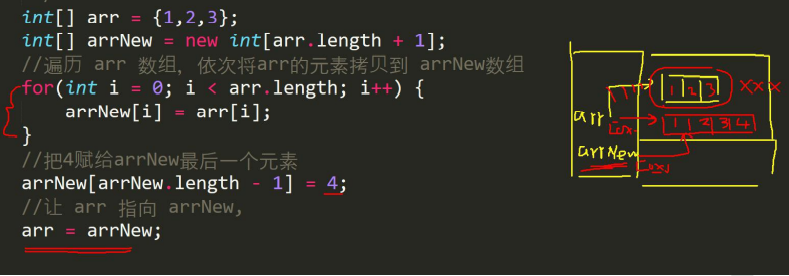 int[] arr = {1,2,3};
int[] arrNew = new int[arr.length + 1];
//遍历 arr 数组，依次将arr的元素拷贝到 arrNew数组
for(int i = 0; i < arr.length; i++) {
arrNew[i] = arr[i];
}
//把4赋给arrNew最后一个元素
arrNew[arrNew.length - 1] = 4;
//让 arr 指向 arrNew,
arr = arrNew;
1 2 3 XXX
arr
1 2 3 4
arrNew